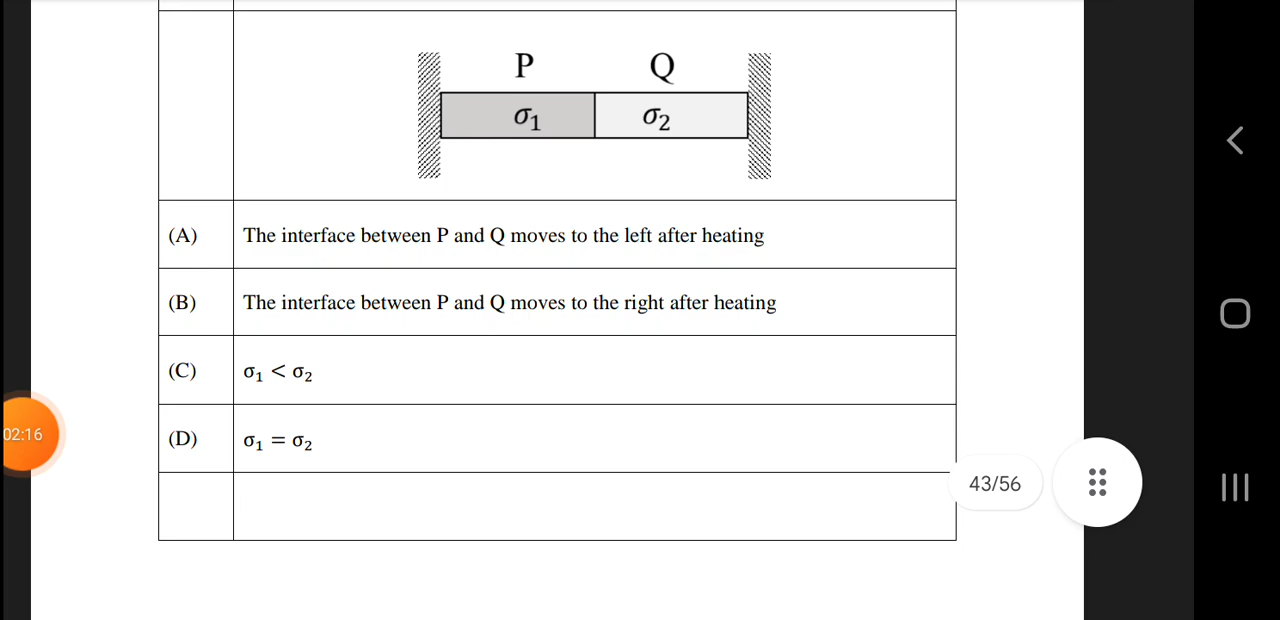 P Q
σ₁ σ₂
(A) The interface between P and Q moves to the left after heating
(B) The interface between P and Q moves to the right after heating
(C) σ₁ < σ₂
(D) σ₁ = σ₂
02:16
43/56